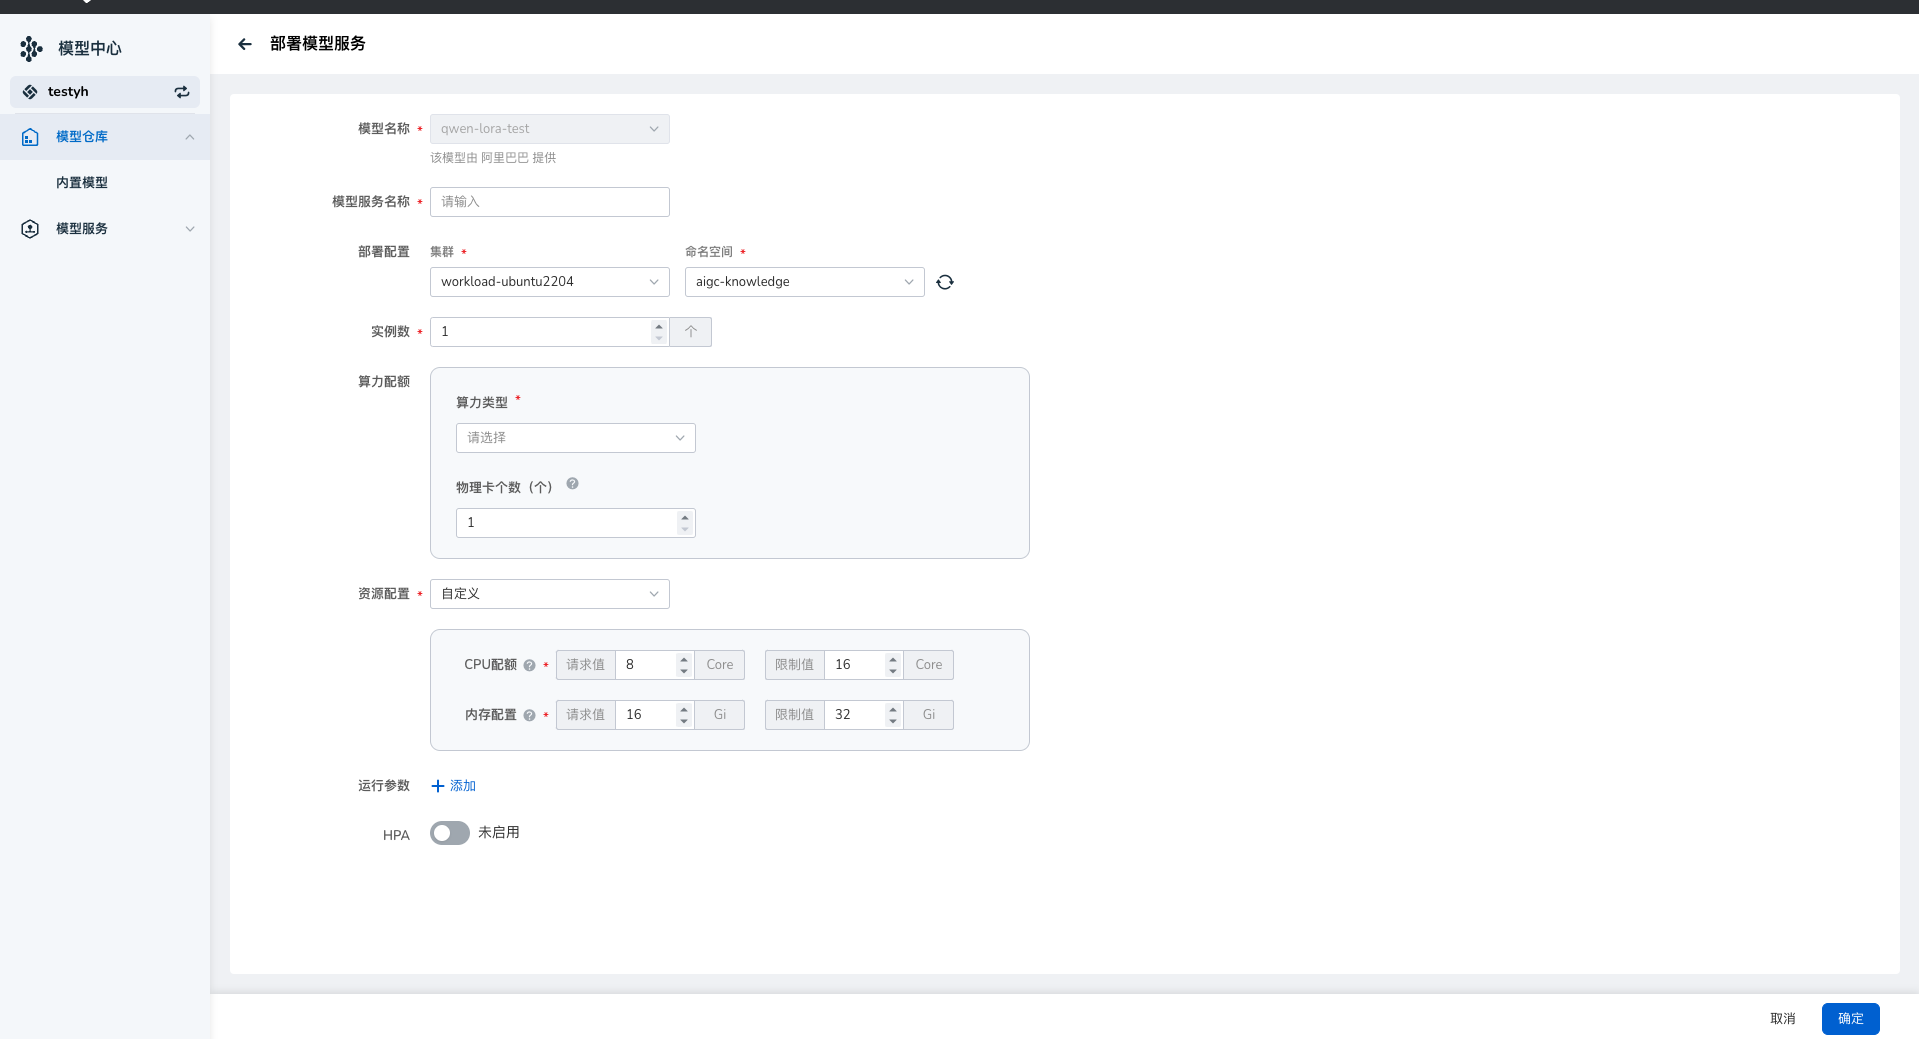 模型中心
testyh
模型仓库
内置模型
模型服务
部署模型服务
模型名称 * qwen-lora-test
该模型由 阿里巴巴 提供
模型服务名称 * 请输入
部署配置 集群 * 命名空间 *
workload-ubuntu2204 aigc-knowledge
实例数 * 1 个
算力配额
算力类型 *
请选择
物理卡个数（个） ?
1
资源配置 * 自定义
CPU配额 ? * 请求值 8 Core 限制值 16 Core
内存配置 ? * 请求值 16 Gi 限制值 32 Gi
运行参数 + 添加
HPA 未启用
取消 确定